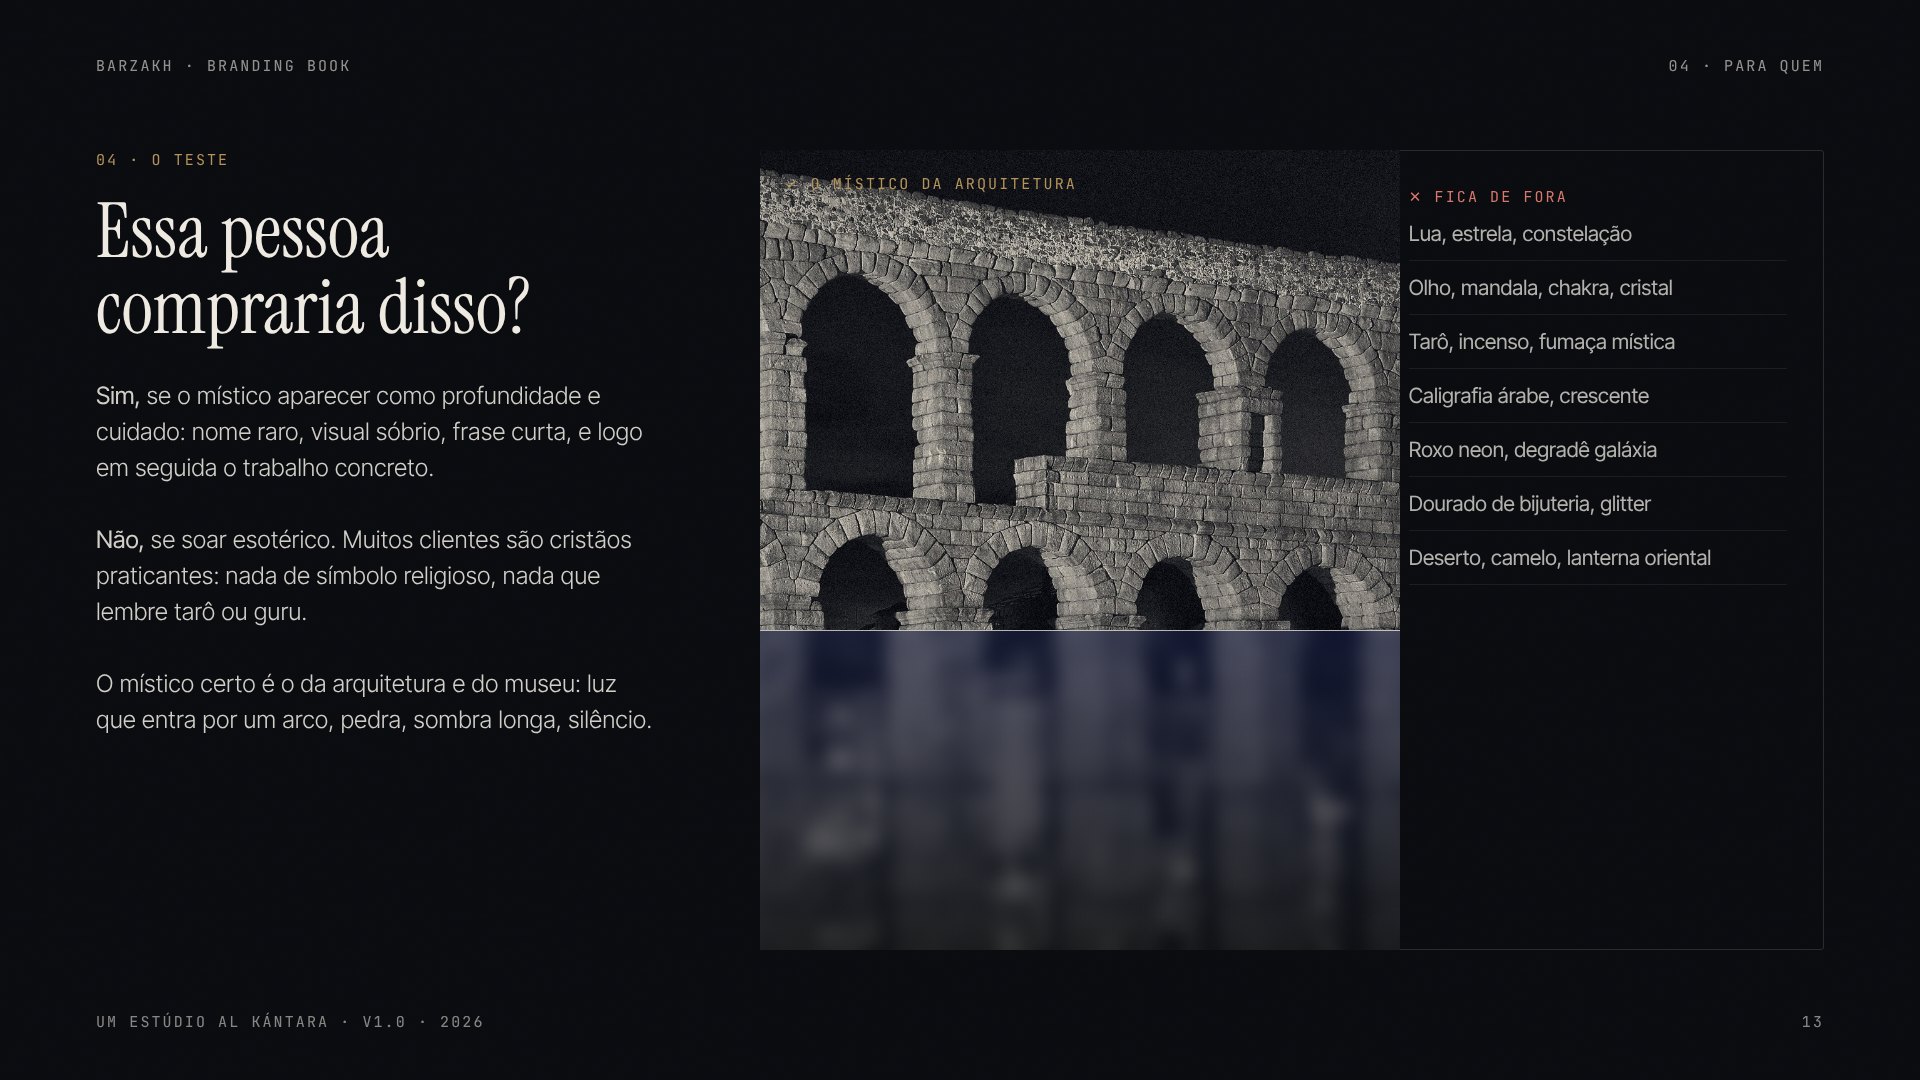 BARZAKH · BRANDING BOOK
04 · PARA QUEM
04 · O TESTE
Essa pessoa
compraria disso?
Sim, se o místico aparecer como profundidade e
cuidado: nome raro, visual sóbrio, frase curta, e logo
em seguida o trabalho concreto.
Não, se soar esotérico. Muitos clientes são cristãos
praticantes: nada de símbolo religioso, nada que
lembre tarô ou guru.
O místico certo é o da arquitetura e do museu: luz
que entra por um arco, pedra, sombra longa, silêncio.
O MÍSTICO DA ARQUITETURA
× FICA DE FORA
Lua, estrela, constelação
Olho, mandala, chakra, cristal
Tarô, incenso, fumaça mística
Caligrafia árabe, crescente
Roxo neon, degradê galáxia
Dourado de bijuteria, glitter
Deserto, camelo, lanterna oriental
UM ESTÚDIO AL KÁNTARA · V1.0 · 2026
13